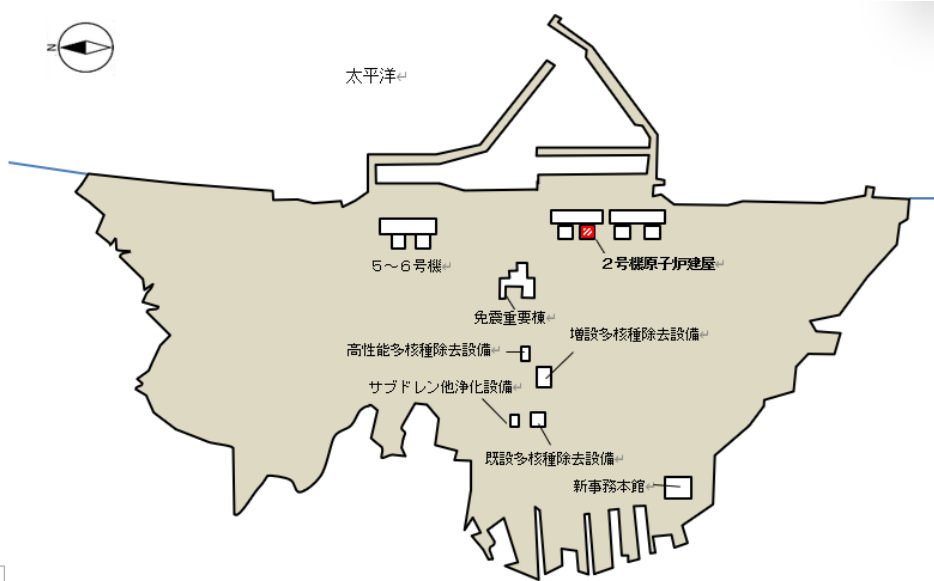 N
太平洋↵
5～6号機↵
2号機原子炉建屋↵
免震重要棟↵
増設多核種除去設備↵
高性能多核種除去設備↵
サブドレン他浄化設備↵
既設多核種除去設備↵
新事務本館↵